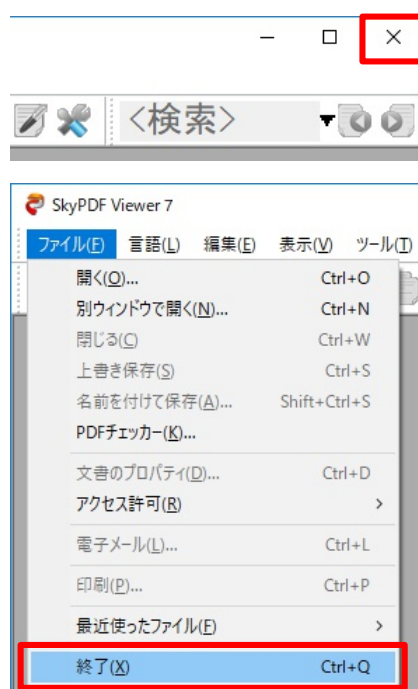 <検索>
SkyPDF Viewer 7
ファイル(F) 言語(L) 編集(E) 表示(V) ツール(T)
開く(O)... Ctrl+O
別ウィンドウで開く(N)... Ctrl+N
閉じる(C) Ctrl+W
上書き保存(S) Ctrl+S
名前を付けて保存(A)... Shift+Ctrl+S
PDFチェッカー(K)...
文書のプロパティ(D)... Ctrl+D
アクセス許可(R) >
電子メール(L)... Ctrl+L
印刷(P)... Ctrl+P
最近使ったファイル(F) >
終了(X) Ctrl+Q